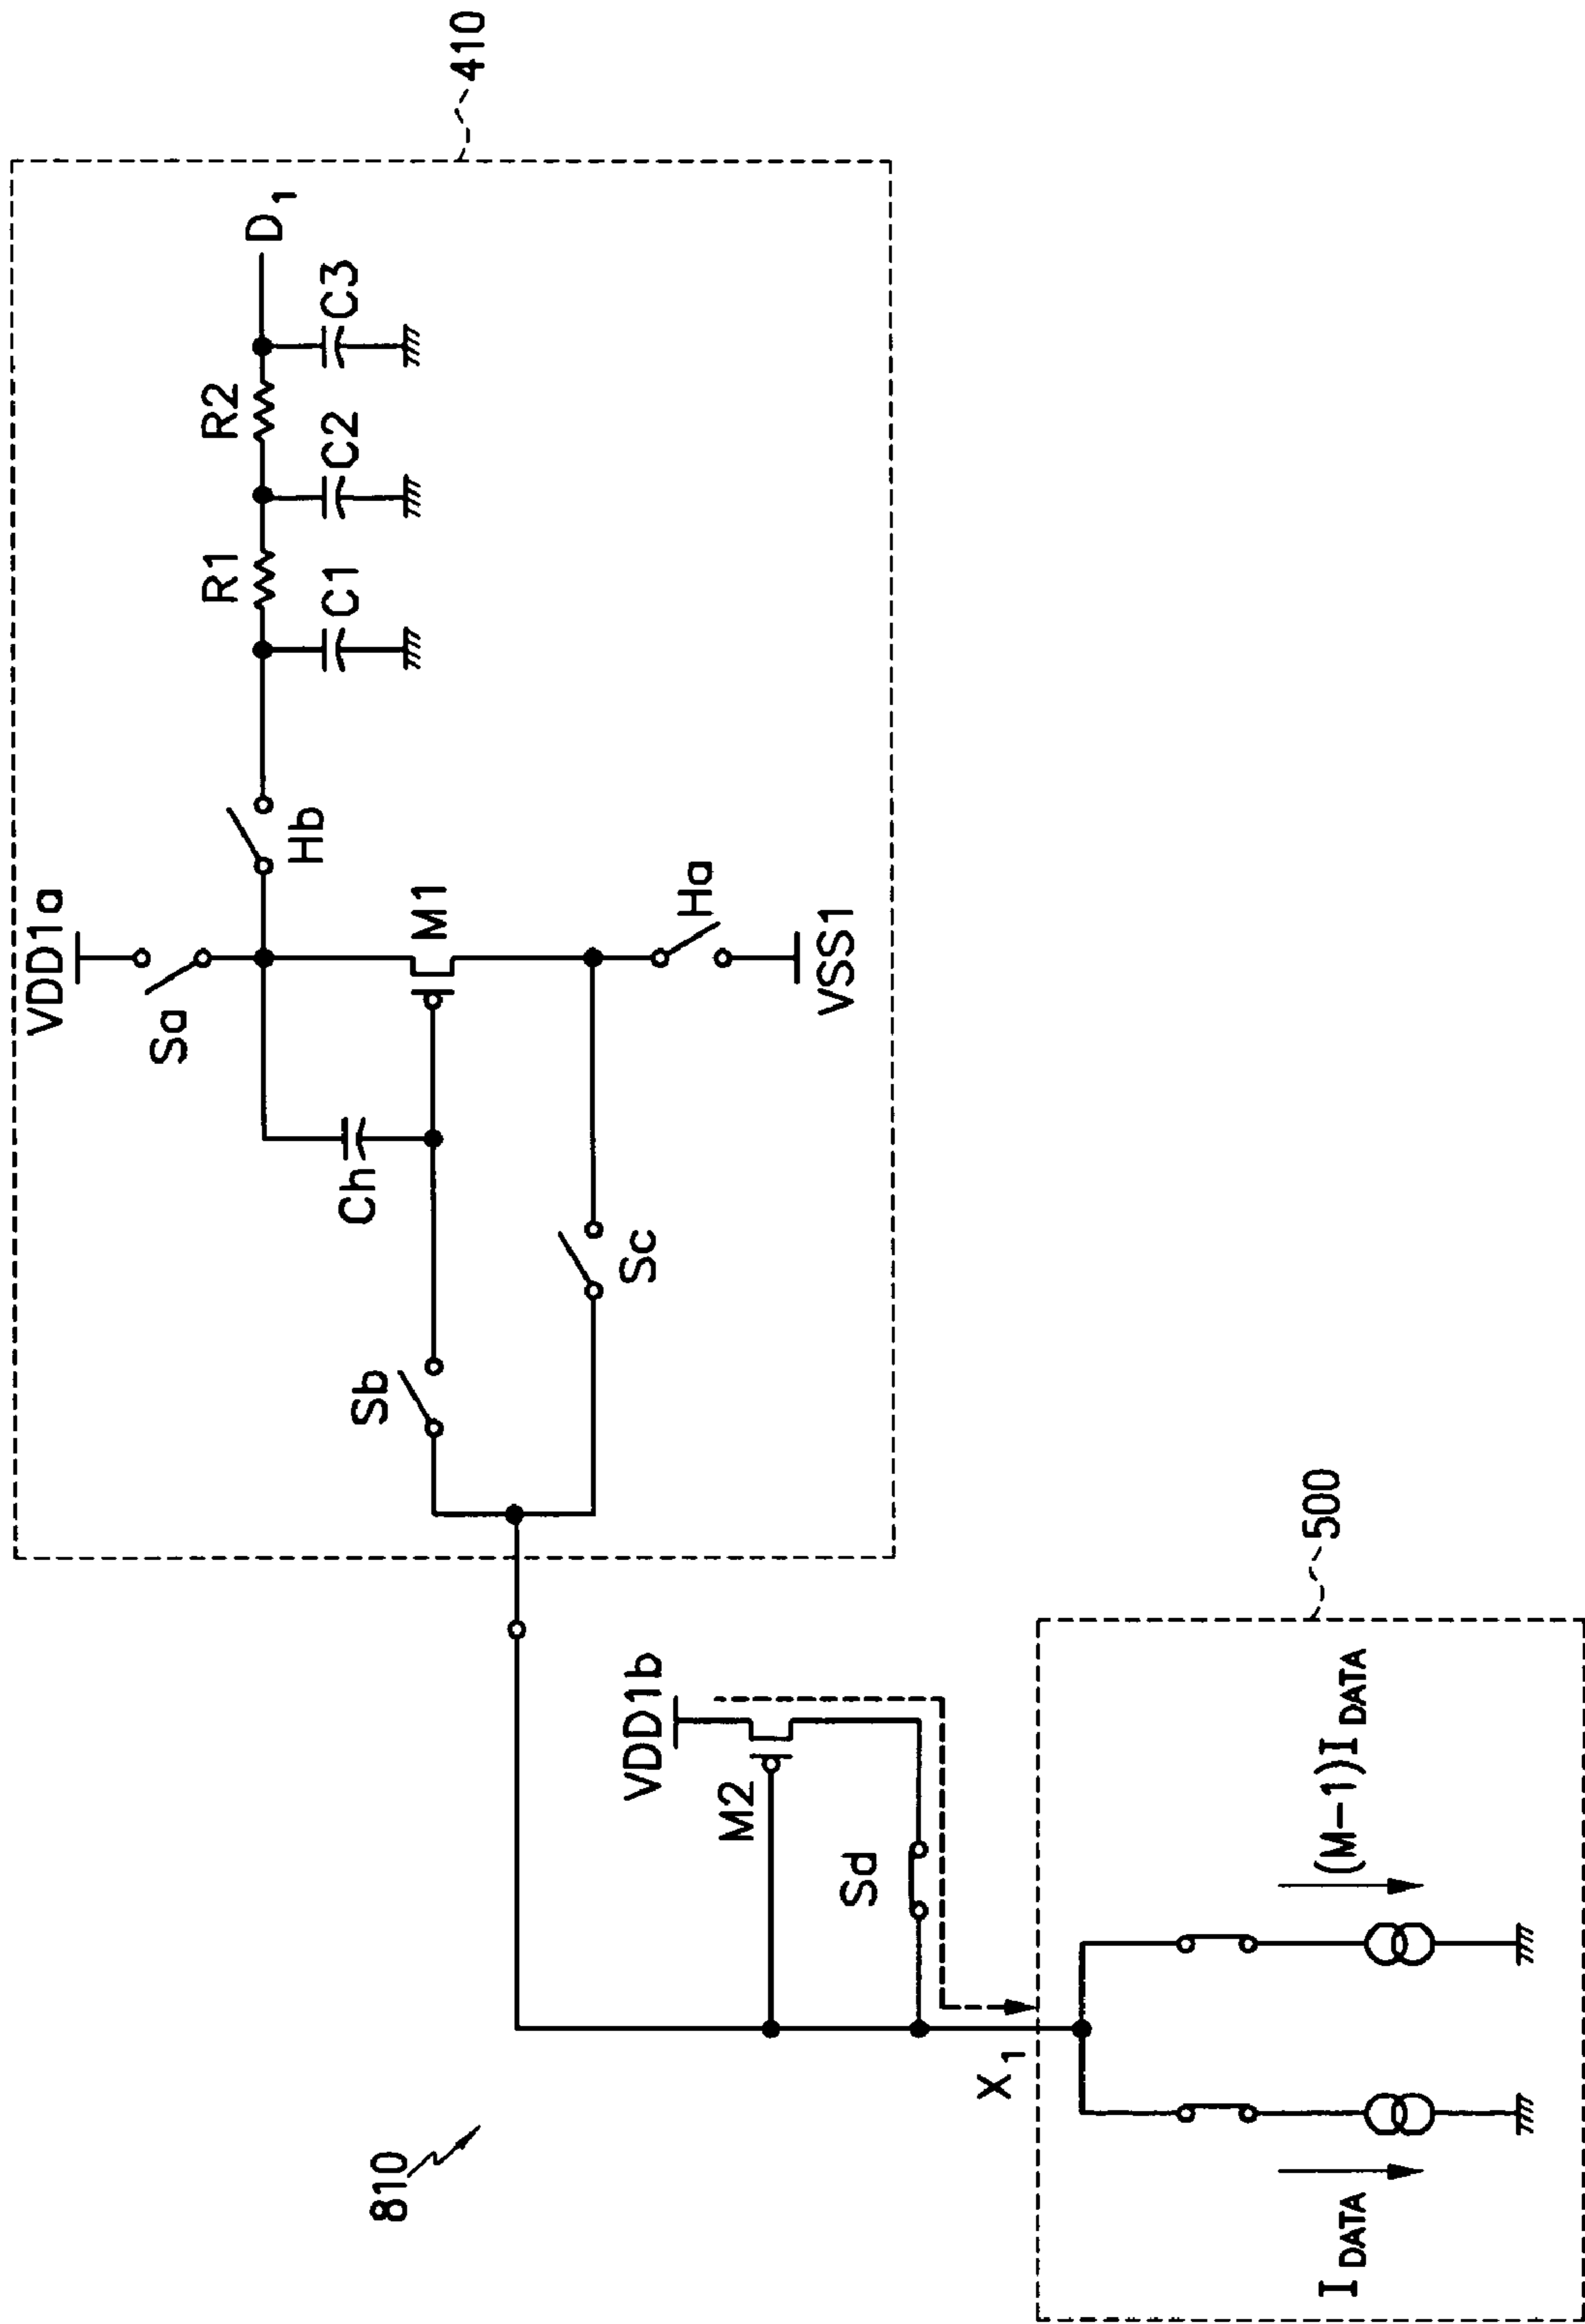 410
VDD1a
Sa
Hb
R1
R2
D1
C1
C2
C3
Ch
M1
Sb
Sc
Ha
VSS1
810
VDD1b
M2
Sd
X1
500
IDATA
(M-1)IDATA